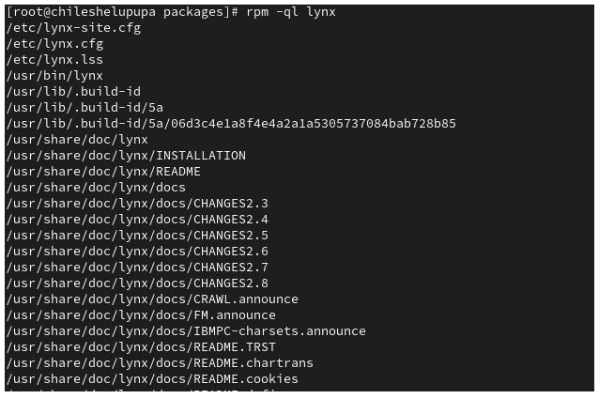 [root@chileshelupupa packages]# rpm -ql lynx
/etc/lynx-site.cfg
/etc/lynx.cfg
/etc/lynx.lss
/usr/bin/lynx
/usr/lib/.build-id
/usr/lib/.build-id/5a
/usr/lib/.build-id/5a/06d3c4e1a8f4e4a2a1a5305737084bab728b85
/usr/share/doc/lynx
/usr/share/doc/lynx/INSTALLATION
/usr/share/doc/lynx/README
/usr/share/doc/lynx/docs
/usr/share/doc/lynx/docs/CHANGES2.3
/usr/share/doc/lynx/docs/CHANGES2.4
/usr/share/doc/lynx/docs/CHANGES2.5
/usr/share/doc/lynx/docs/CHANGES2.6
/usr/share/doc/lynx/docs/CHANGES2.7
/usr/share/doc/lynx/docs/CHANGES2.8
/usr/share/doc/lynx/docs/CRAWL.announce
/usr/share/doc/lynx/docs/FM.announce
/usr/share/doc/lynx/docs/IBMPC-charsets.announce
/usr/share/doc/lynx/docs/README.TRST
/usr/share/doc/lynx/docs/README.chartrans
/usr/share/doc/lynx/docs/README.cookies